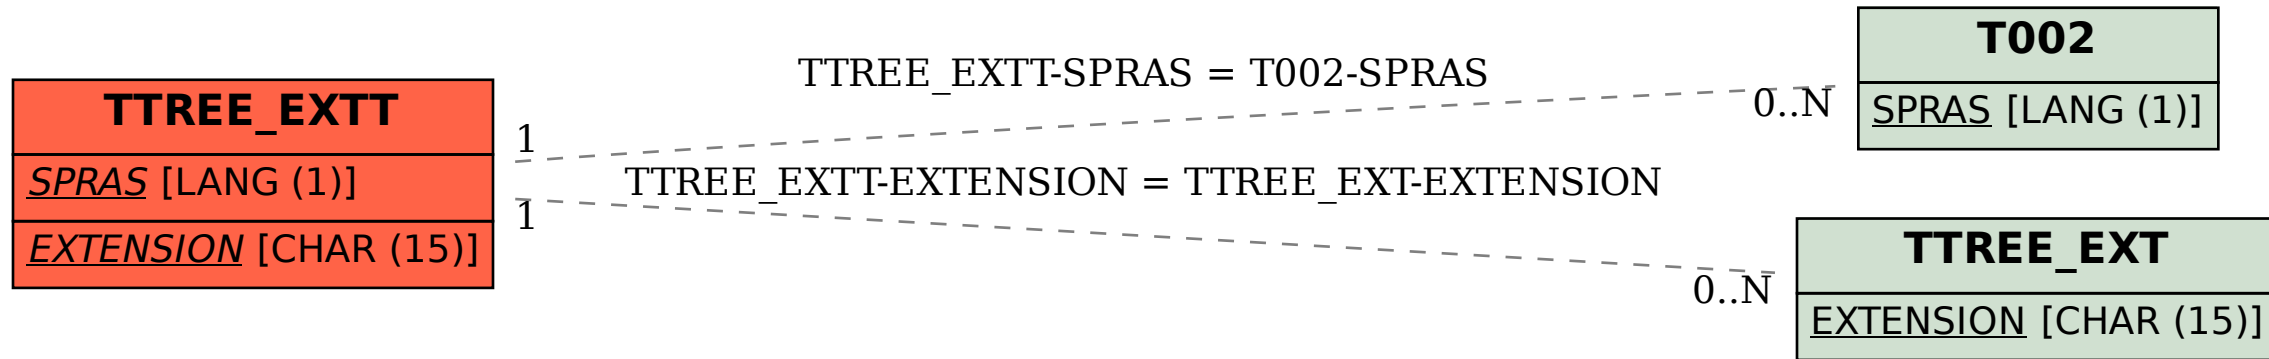 TTREE_EXTT
SPRAS [LANG (1)]
EXTENSION [CHAR (15)]
TTREE_EXTT-SPRAS = T002-SPRAS
1
0..N
TTREE_EXTT-EXTENSION = TTREE_EXT-EXTENSION
1
0..N
T002
SPRAS [LANG (1)]
TTREE_EXT
EXTENSION [CHAR (15)]